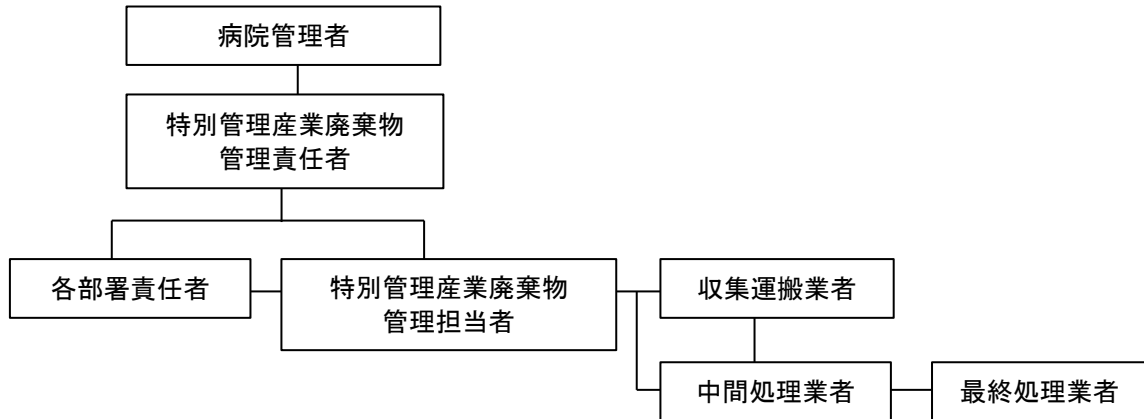 病院管理者
特別管理産業廃棄物
管理責任者
各部署責任者
特別管理産業廃棄物
管理担当者
収集運搬業者
中間処理業者
最終処理業者